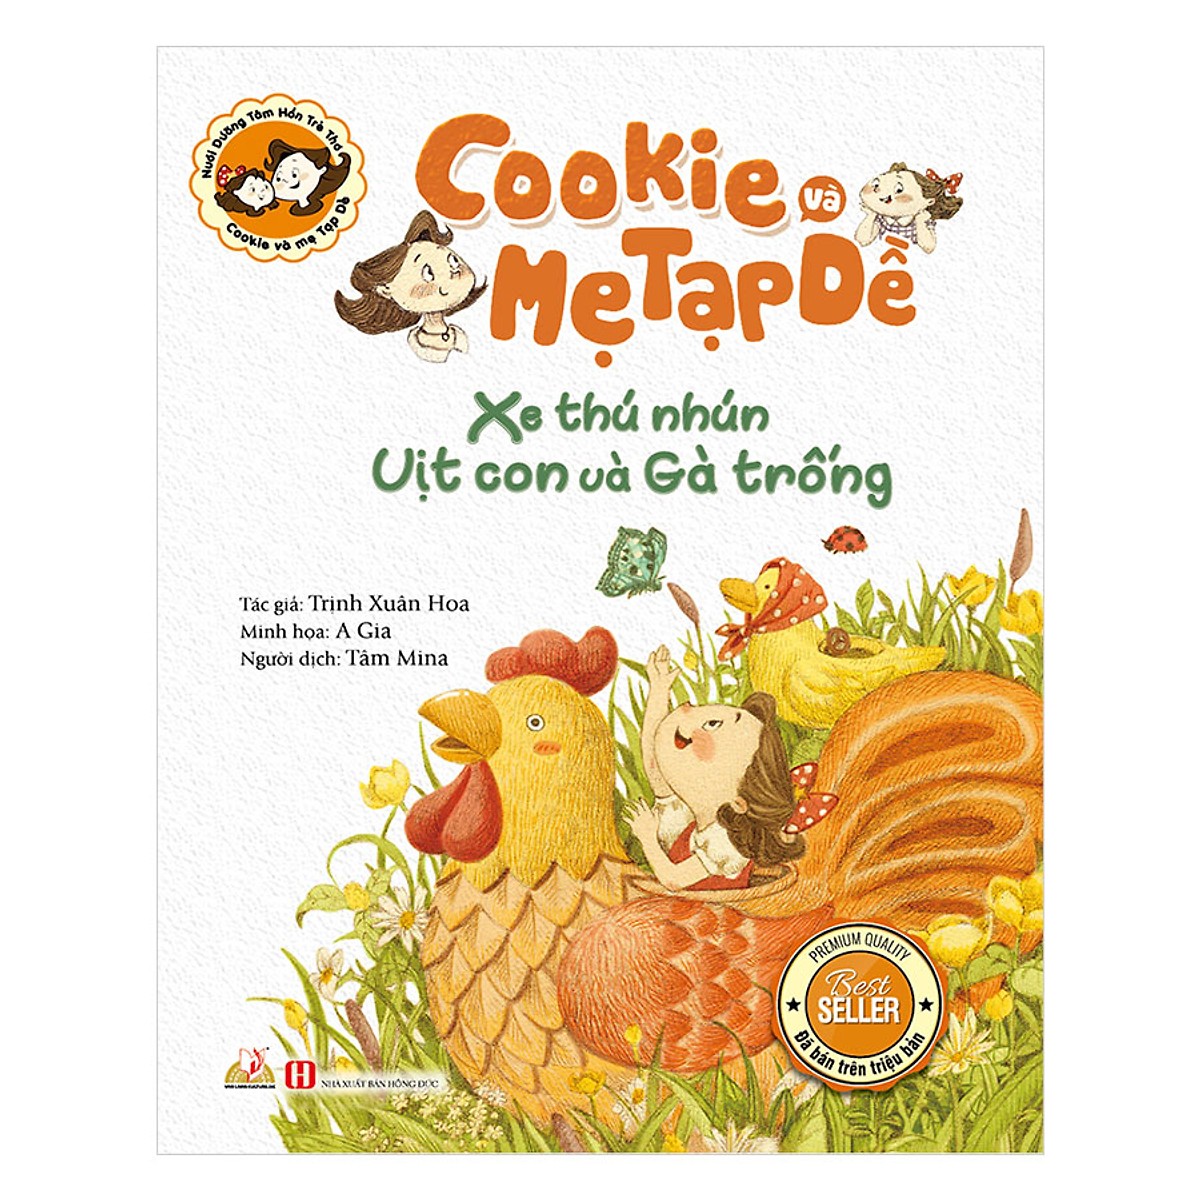 Nuôi Dưỡng Tâm Hồn Trẻ Thơ
Cookie và mẹ Tạp Dề
Cookie và
Mẹ Tạp Dề
Xe thú nhún
Vịt con và Gà trống
Tác giả: Trịnh Xuân Hoa
Minh họa: A Gia
Người dịch: Tâm Mina
PREMIUM QUALITY
Best
SELLER
Đã bán trên triệu bản
H
NHÀ XUẤT BẢN HỒNG ĐỨC